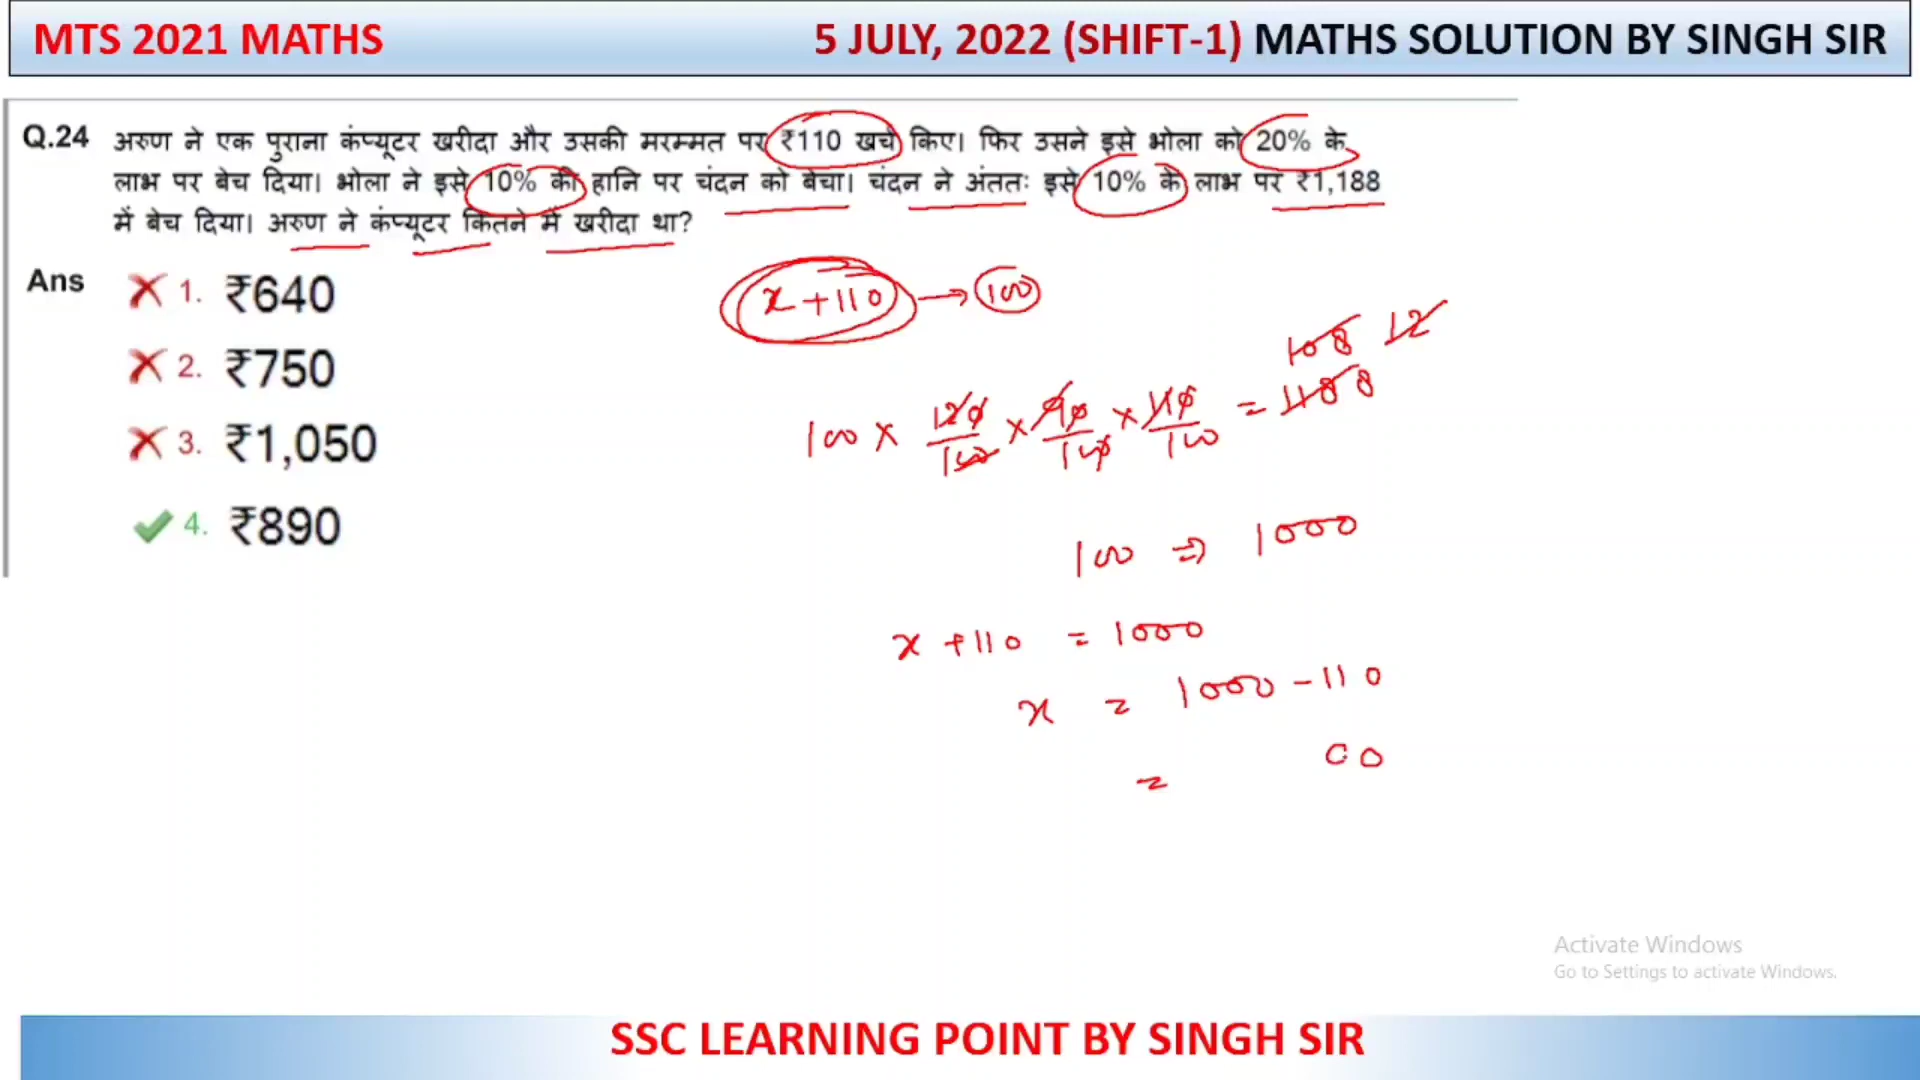 MTS 2021 MATHS
5 JULY, 2022 (SHIFT-1) MATHS SOLUTION BY SINGH SIR
Q.24 अरुण ने एक पुराना कंप्यूटर खरीदा और उसकी मरम्मत पर ₹110 खर्च किए। फिर उसने इसे भोला को 20% के
लाभ पर बेच दिया। भोला ने इसे 10% की हानि पर चंदन को बेचा। चंदन ने अंततः इसे 10% के लाभ पर ₹1,188
में बेच दिया। अरुण ने कंप्यूटर कितने में खरीदा था?
Ans
1. ₹640
2. ₹750
3. ₹1,050
4. ₹890
x + 110 → 100
108 12
100 × 120/100 × 90/100 × 110/100 = 1188
100 ⇒ 1000
x + 110 = 1000
x = 1000 - 110
=
Activate Windows
Go to Settings to activate Windows.
SSC LEARNING POINT BY SINGH SIR